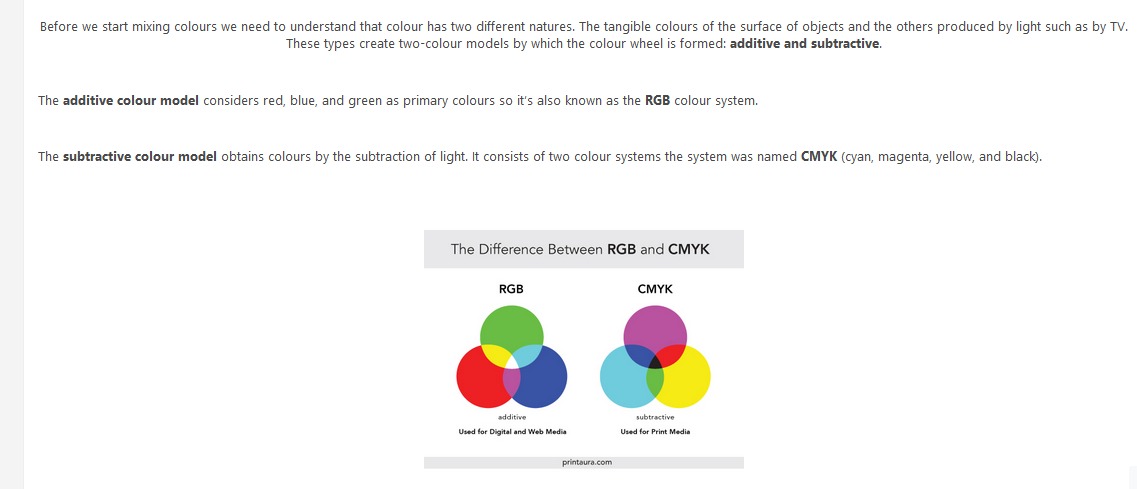 Before we start mixing colours we need to understand that colour has two different natures. The tangible colours of the surface of objects and the others produced by light such as by TV.
These types create two-colour models by which the colour wheel is formed: additive and subtractive.
The additive colour model considers red, blue, and green as primary colours so it's also known as the RGB colour system.
The subtractive colour model obtains colours by the subtraction of light. It consists of two colour systems the system was named CMYK (cyan, magenta, yellow, and black).
The Difference Between RGB and CMYK
RGB
CMYK
additive
subtractive
Used for Digital and Web Media
Used for Print Media
printaura.com